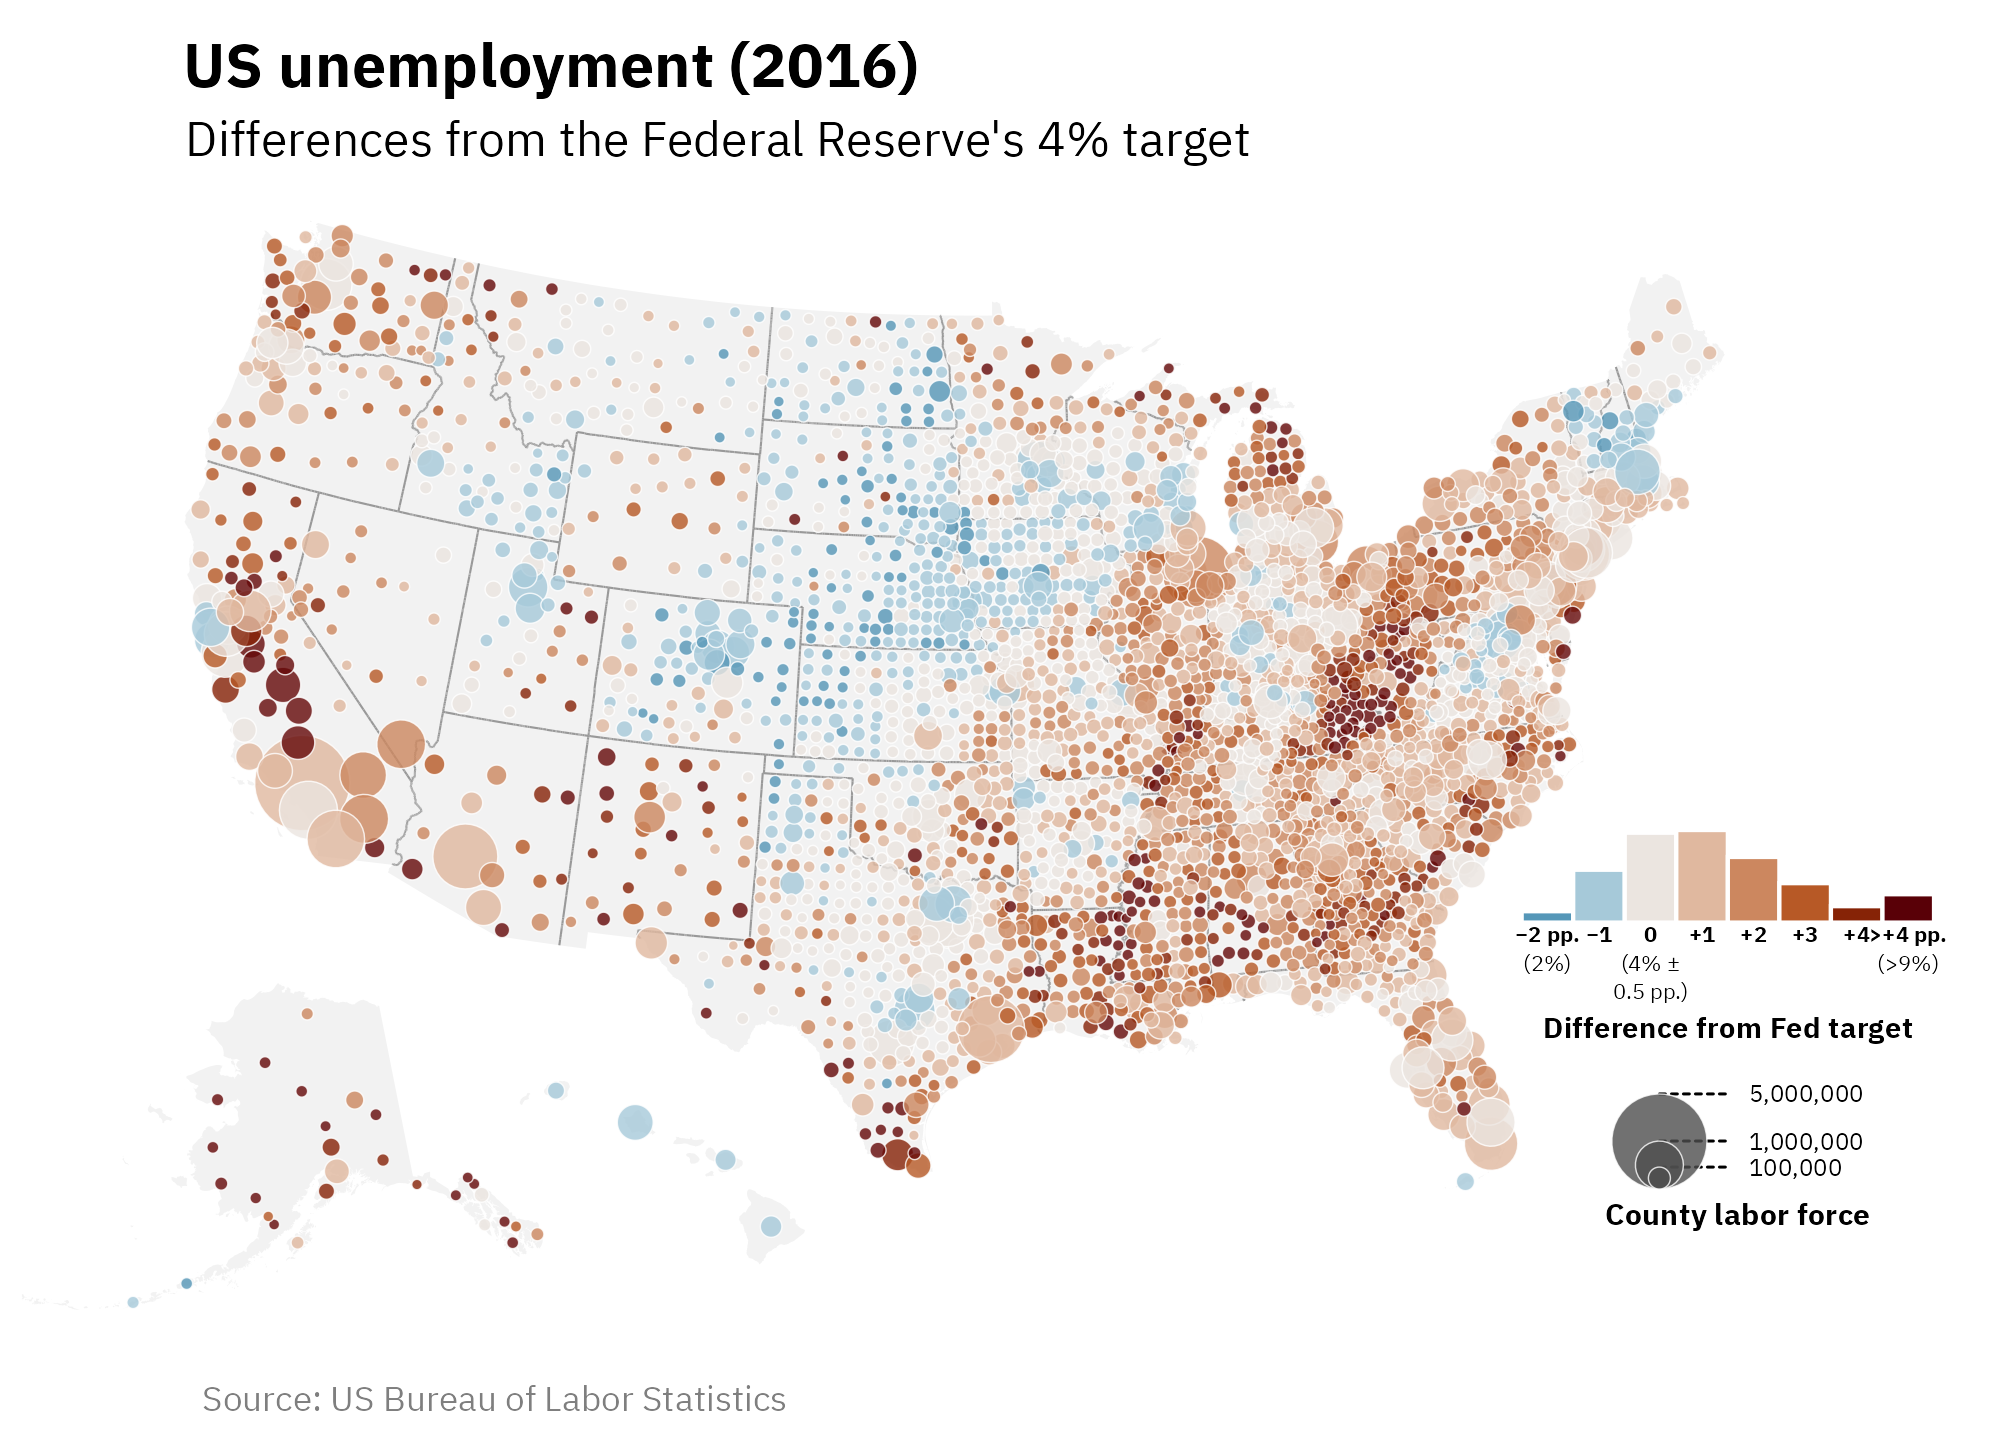 US unemployment (2016)
Differences from the Federal Reserve's 4% target
−2 pp. −1 0 +1 +2 +3 +4>+4 pp.
(2%) (4% ± (>9%)
0.5 pp.)
Difference from Fed target
5,000,000
1,000,000
100,000
County labor force
Source: US Bureau of Labor Statistics